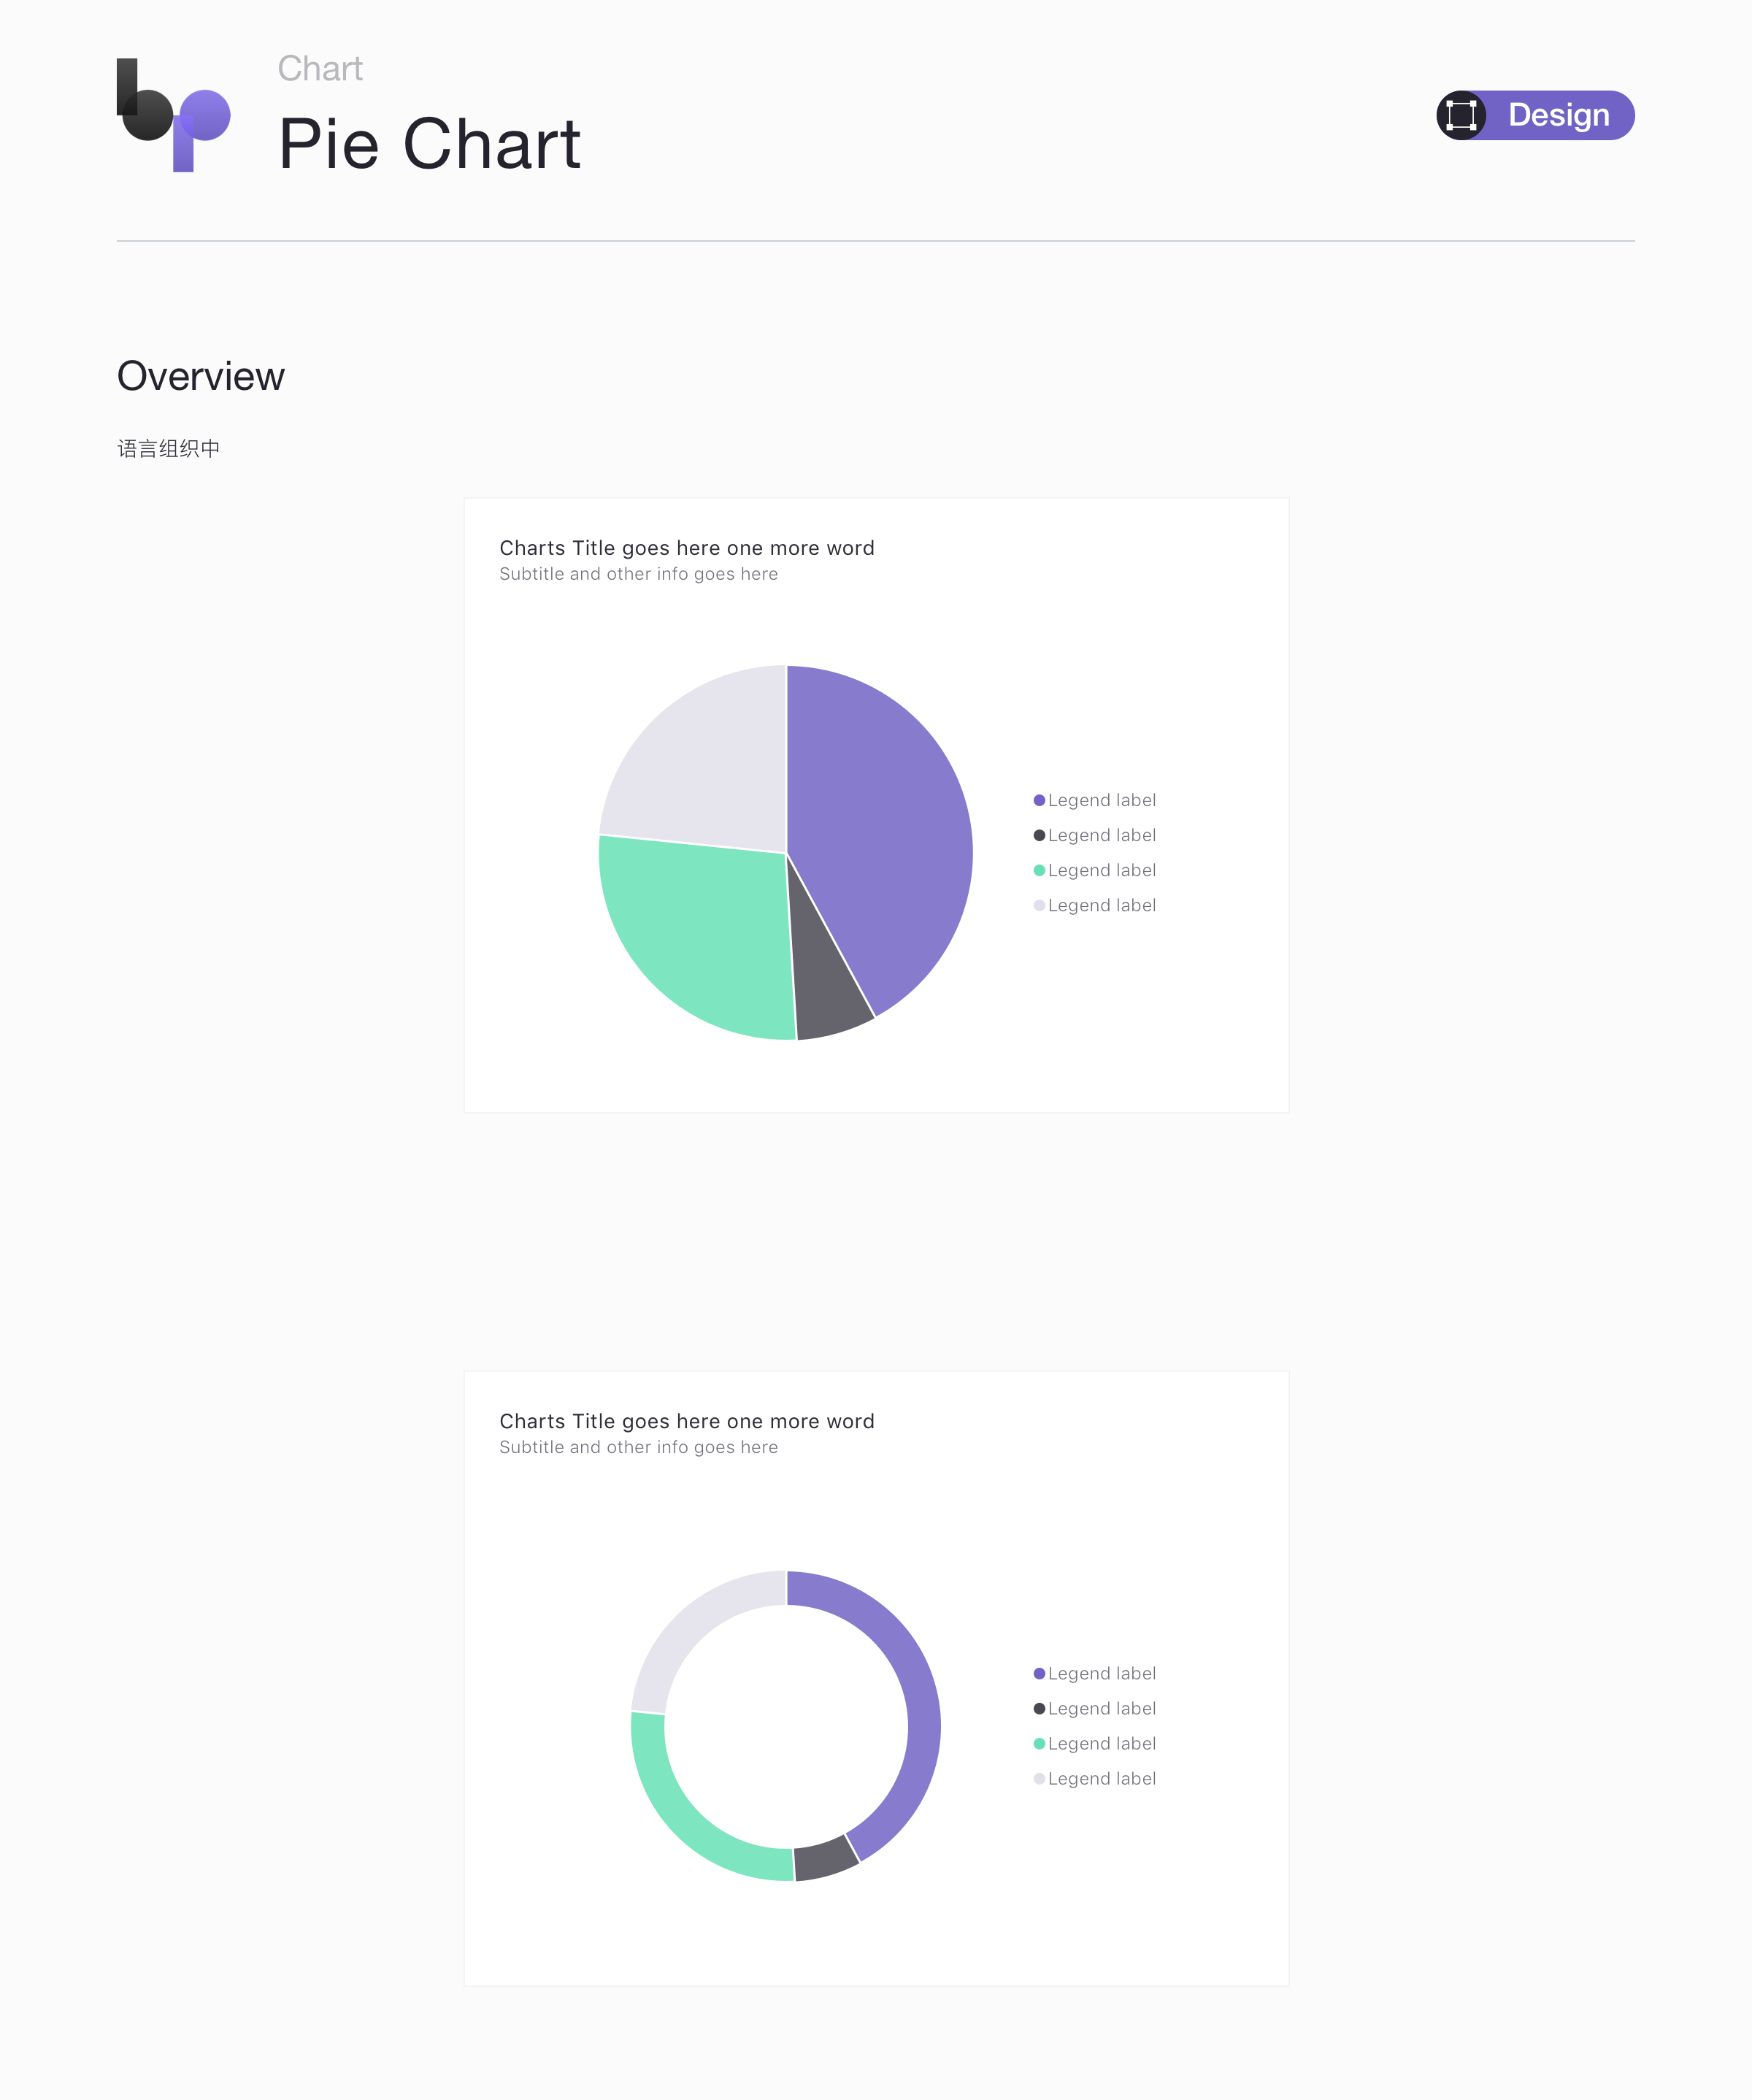 bp
Chart
Pie Chart
Design
Overview
语言组织中
Charts Title goes here one more word
Subtitle and other info goes here
Legend label
Legend label
Legend label
Legend label
Charts Title goes here one more word
Subtitle and other info goes here
Legend label
Legend label
Legend label
Legend label